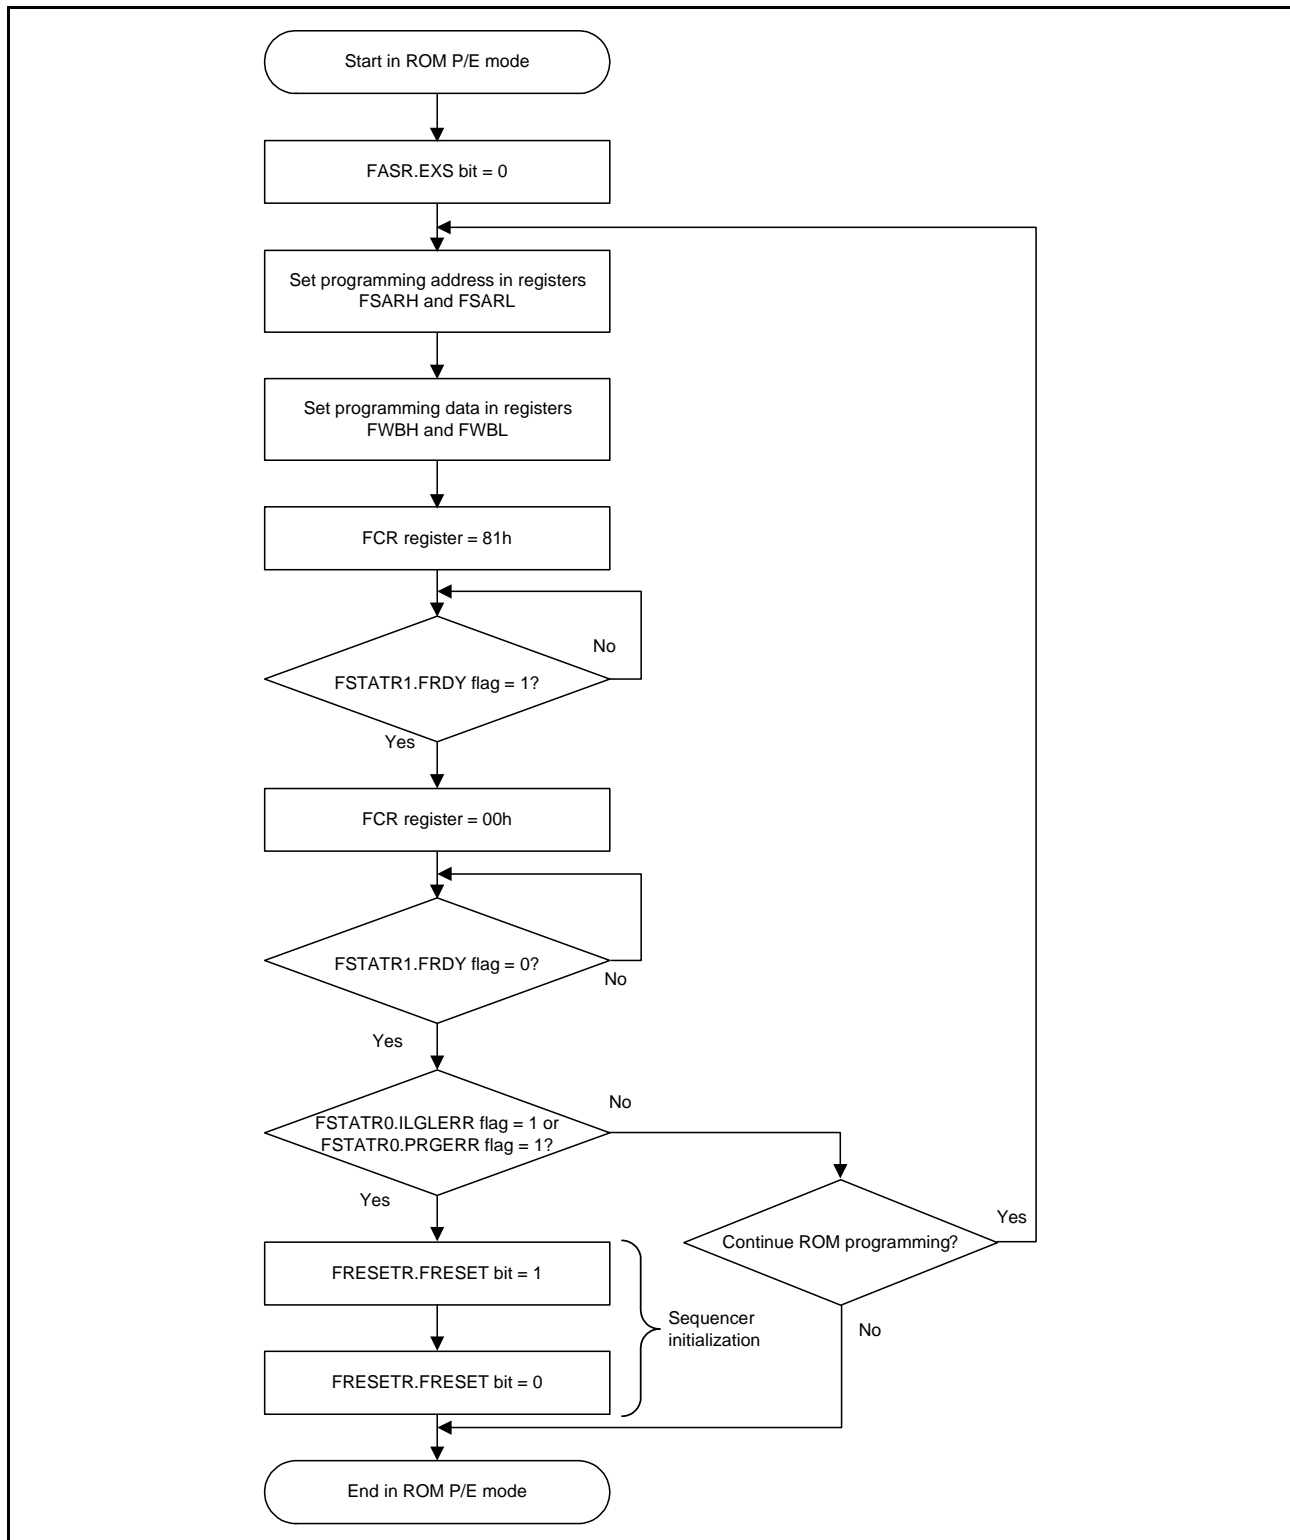 Start in ROM P/E mode
FASR.EXS bit = 0
Set programming address in registers
FSARH and FSARL
Set programming data in registers
FWBH and FWBL
FCR register = 81h
No
FSTATR1.FRDY flag = 1?
Yes
FCR register = 00h
FSTATR1.FRDY flag = 0?
No
Yes
No
FSTATR0.ILGLERR flag = 1 or
FSTATR0.PRGERR flag = 1?
Yes
Yes
Continue ROM programming?
FRESETR.FRESET bit = 1
Sequencer
initialization
No
FRESETR.FRESET bit = 0
End in ROM P/E mode